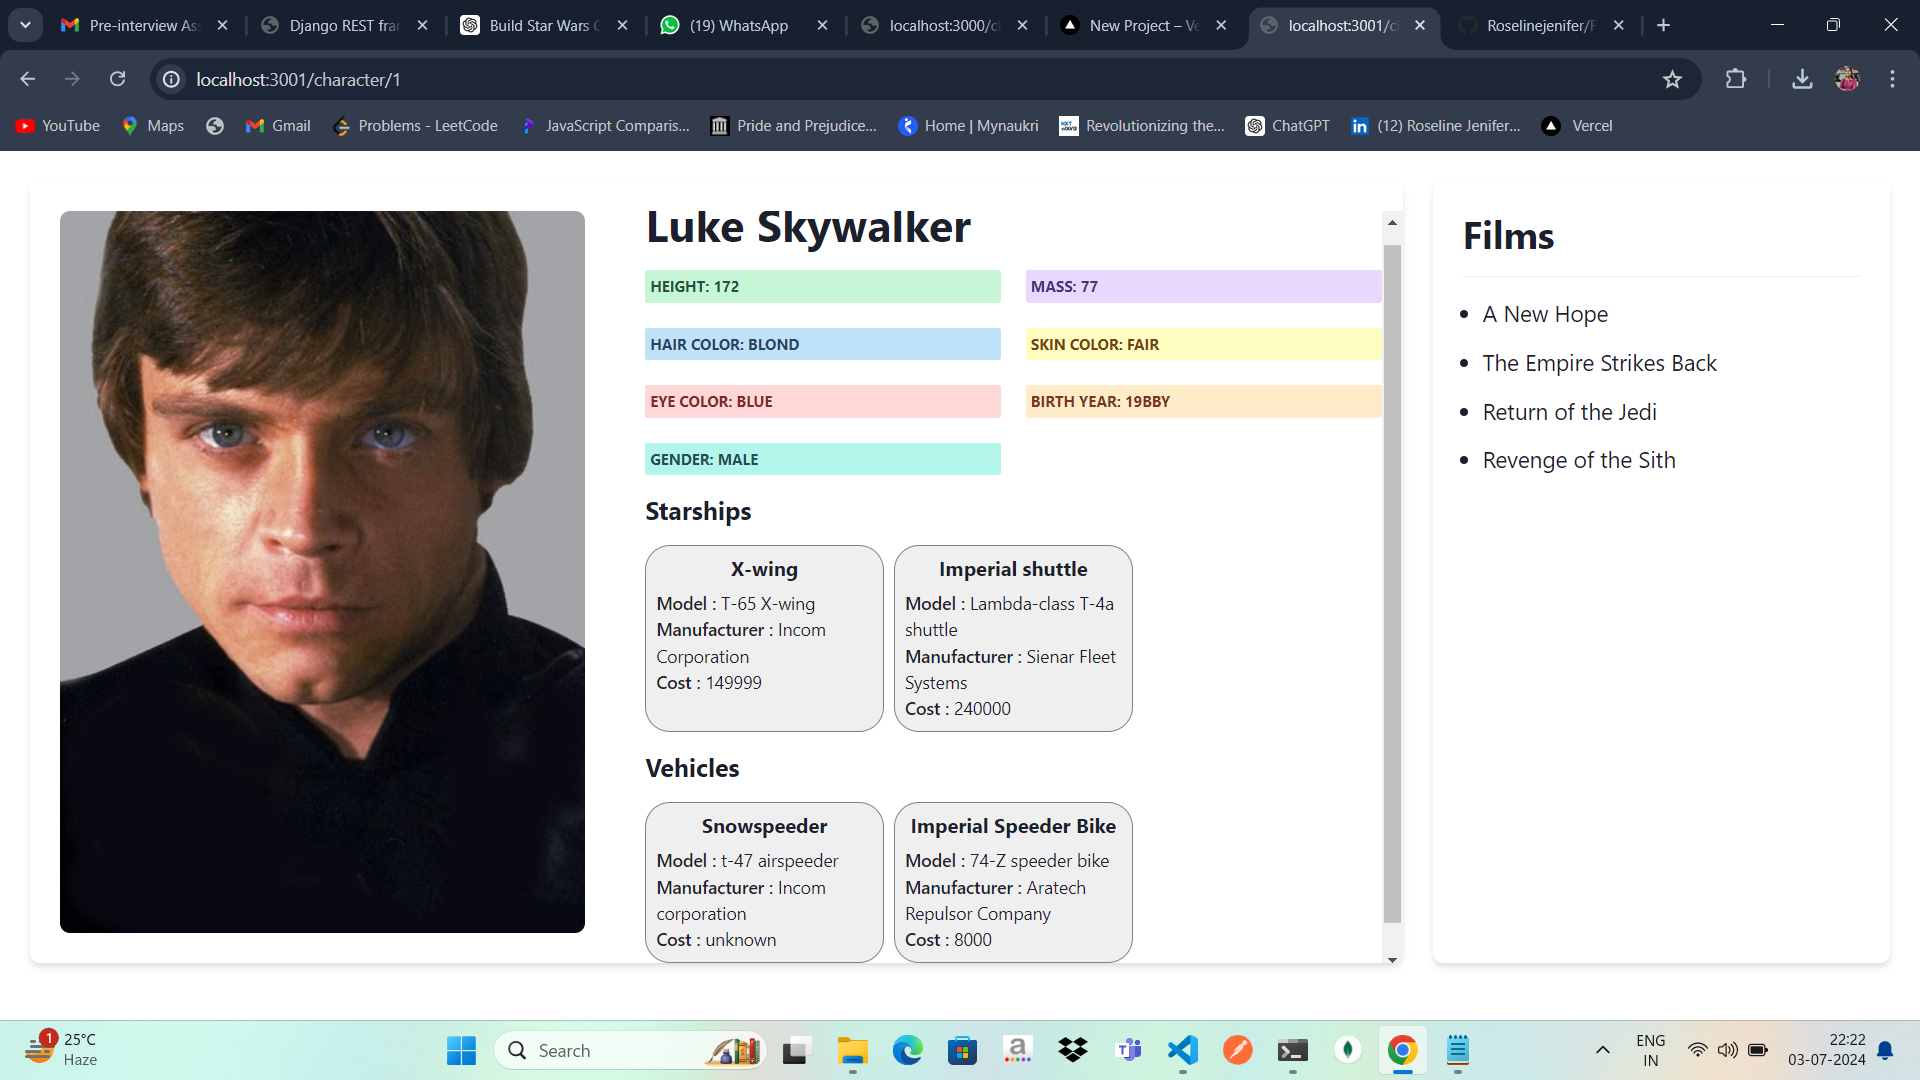 Pre-intervie Ass
Django REST fra
Build Star Wars C
(19) WhatsApp
localhost:3000/cl
New Project – Ve
localhost:3001/c
Roselinejenifer/F
localhost:3001/character/1
YouTube
Maps
Gmail
Problems - LeetCode
JavaScript Comparis...
Pride and Prejudice...
Home | Mynaukri
Revolutionizing the...
ChatGPT
(12) Roseline Jenifer...
Vercel
Luke Skywalker
HEIGHT: 172
MASS: 77
HAIR COLOR: BLOND
SKIN COLOR: FAIR
EYE COLOR: BLUE
BIRTH YEAR: 19BBY
GENDER: MALE
Starships
X-wing
Model : T-65 X-wing
Manufacturer : Incom
Corporation
Cost : 149999
Imperial shuttle
Model : Lambda-class T-4a
shuttle
Manufacturer : Sienar Fleet
Systems
Cost : 240000
Vehicles
Snowspeeder
Model : t-47 airspeeder
Manufacturer : Incom
corporation
Cost : unknown
Imperial Speeder Bike
Model : 74-Z speeder bike
Manufacturer : Aratech
Repulsor Company
Cost : 8000
Films
A New Hope
The Empire Strikes Back
Return of the Jedi
Revenge of the Sith
1
25°C
Haze
Search
ENG
IN
22:22
03-07-2024